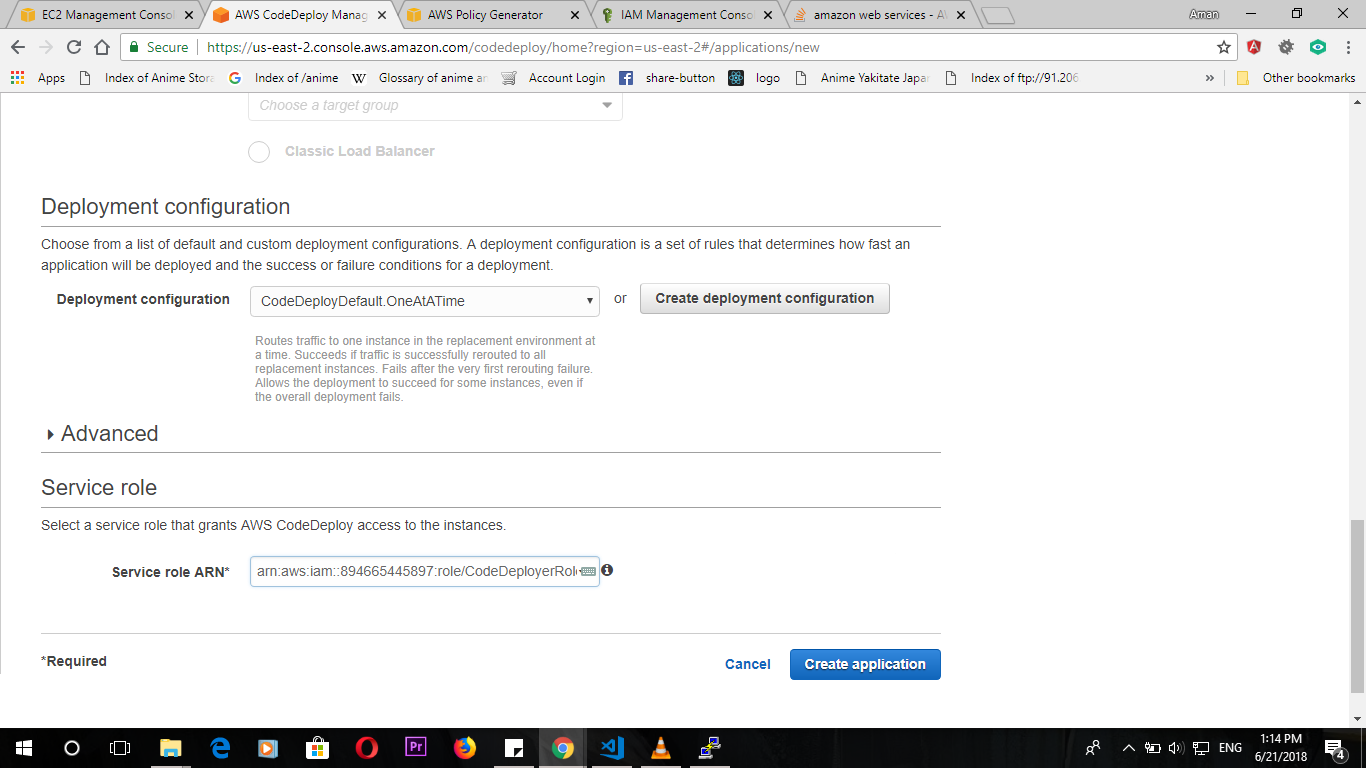 EC2 Management Consol
AWS CodeDeploy Manag
AWS Policy Generator
IAM Management Conso
amazon web services - A
Aman
Secure
https://us-east-2.console.aws.amazon.com/codedeploy/home?region=us-east-2#/applications/new
Apps
Index of Anime Stora
Index of /anime
Glossary of anime an
Account Login
share-button
logo
Anime Yakitate Japan
Index of ftp://91.206
»
Other bookmarks
Choose a target group
Classic Load Balancer
Deployment configuration
Choose from a list of default and custom deployment configurations. A deployment configuration is a set of rules that determines how fast an
application will be deployed and the success or failure conditions for a deployment.
Deployment configuration
CodeDeployDefault.OneAtATime
or
Create deployment configuration
Routes traffic to one instance in the replacement environment at
a time. Succeeds if traffic is successfully rerouted to all
replacement instances. Fails after the very first rerouting failure.
Allows the deployment to succeed for some instances, even if
the overall deployment fails.
Advanced
Service role
Select a service role that grants AWS CodeDeploy access to the instances.
Service role ARN*
arn:aws:iam::894665445897:role/CodeDeployerRole
*Required
Cancel
Create application
Pr
ENG
1:14 PM
6/21/2018
4